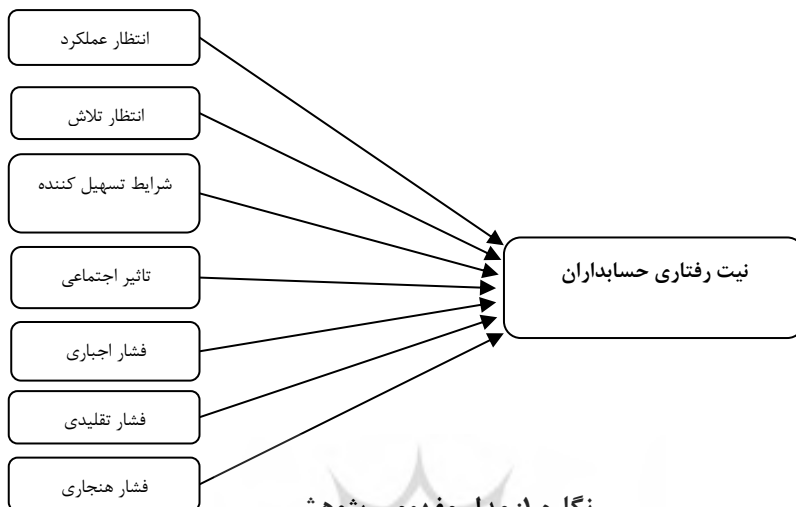 انتظار عملکرد
انتظار تلاش
شرایط تسهیل کننده
تاثیر اجتماعی
فشار اجباری
فشار تقلیدی
فشار هنجاری
نیت رفتاری حسابداران